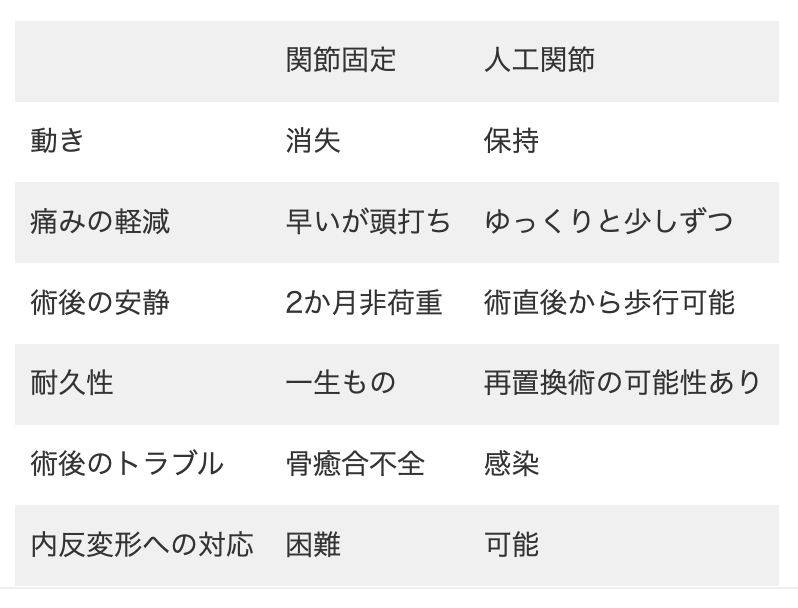 関節固定 人工関節
動き 消失 保持
痛みの軽減 早いが頭打ち ゆっくりと少しずつ
術後の安静 2か月非荷重 術直後から歩行可能
耐久性 一生もの 再置換術の可能性あり
術後のトラブル 骨癒合不全 感染
内反変形への対応 困難 可能